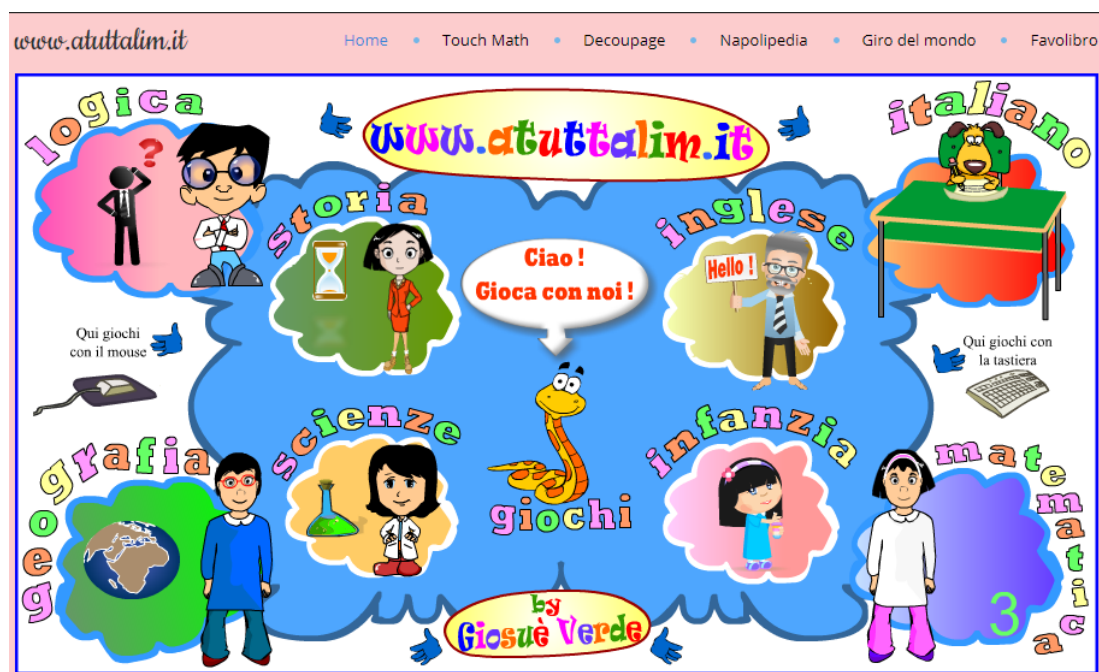 www.atuttalim.it
Home • Touch Math • Decoupage • Napolipedia • Giro del mondo • Favolibro
logica
www.atuttalim.it
italiano
?
storia
inglese
Ciao !
Gioca con noi !
Hello !
Qui giochi
con il mouse
Qui giochi con
la tastiera
geografia
scienze
infanzia
matematica
giochi
3
by
Giosuè Verde